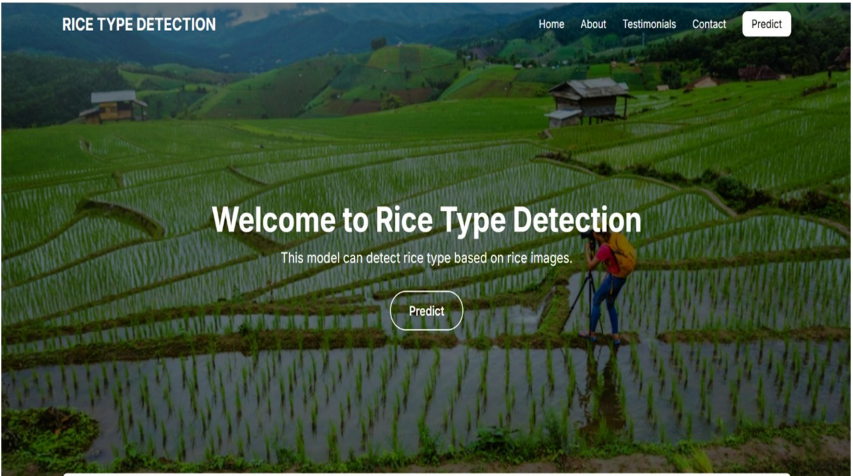 RICE TYPE DETECTION
Home About Testimonials Contact Predict
Welcome to Rice Type Detection
This model can detect rice type based on rice images.
Predict